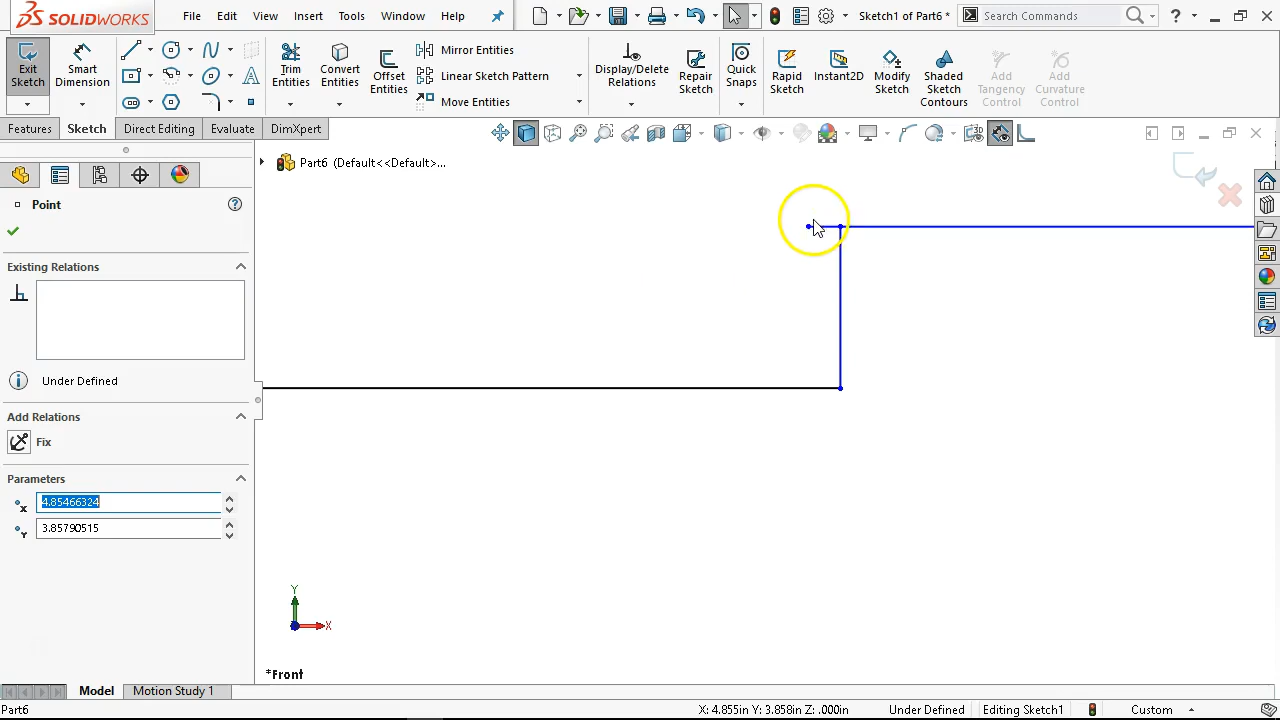 SOLIDWORKS
File
Edit
View
Insert
Tools
Window
Help
Sketch1 of Part6 *
Search Commands
?
Exit
Sketch
Smart
Dimension
Trim
Entities
Convert
Entities
Offset
Entities
Mirror Entities
Linear Sketch Pattern
Move Entities
Display/Delete
Relations
Repair
Sketch
Quick
Snaps
Rapid
Sketch
Instant2D
Modify
Sketch
Shaded
Sketch
Contours
Add
Tangency
Control
Add
Curvature
Control
Features
Sketch
Direct Editing
Evaluate
DimXpert
Part6 (Default<<Default>...
Point
?
Existing Relations
Under Defined
Add Relations
Fix
Parameters
X
4.85466324
Y
3.85790515
Y
X
*Front
Model
Motion Study 1
Part6
X: 4.855in Y: 3.858in Z: .000in
Under Defined
Editing Sketch1
Custom